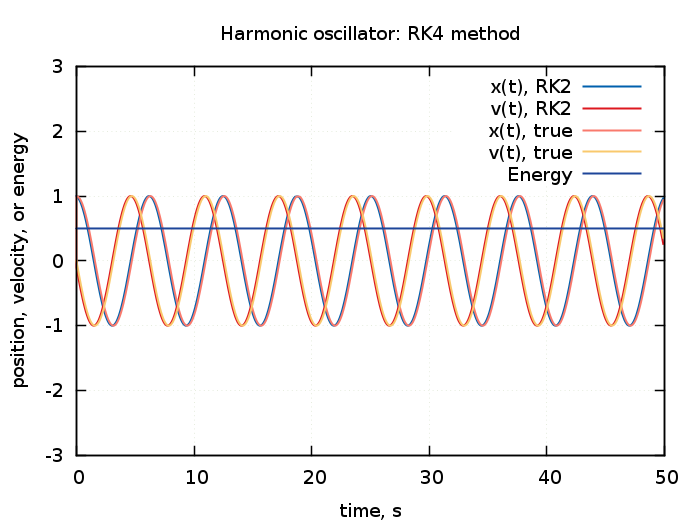 Harmonic oscillator: RK4 method
x(t), RK2
v(t), RK2
x(t), true
v(t), true
Energy
position, velocity, or energy
3
2
1
0
-1
-2
-3
0 10 20 30 40 50
time, s